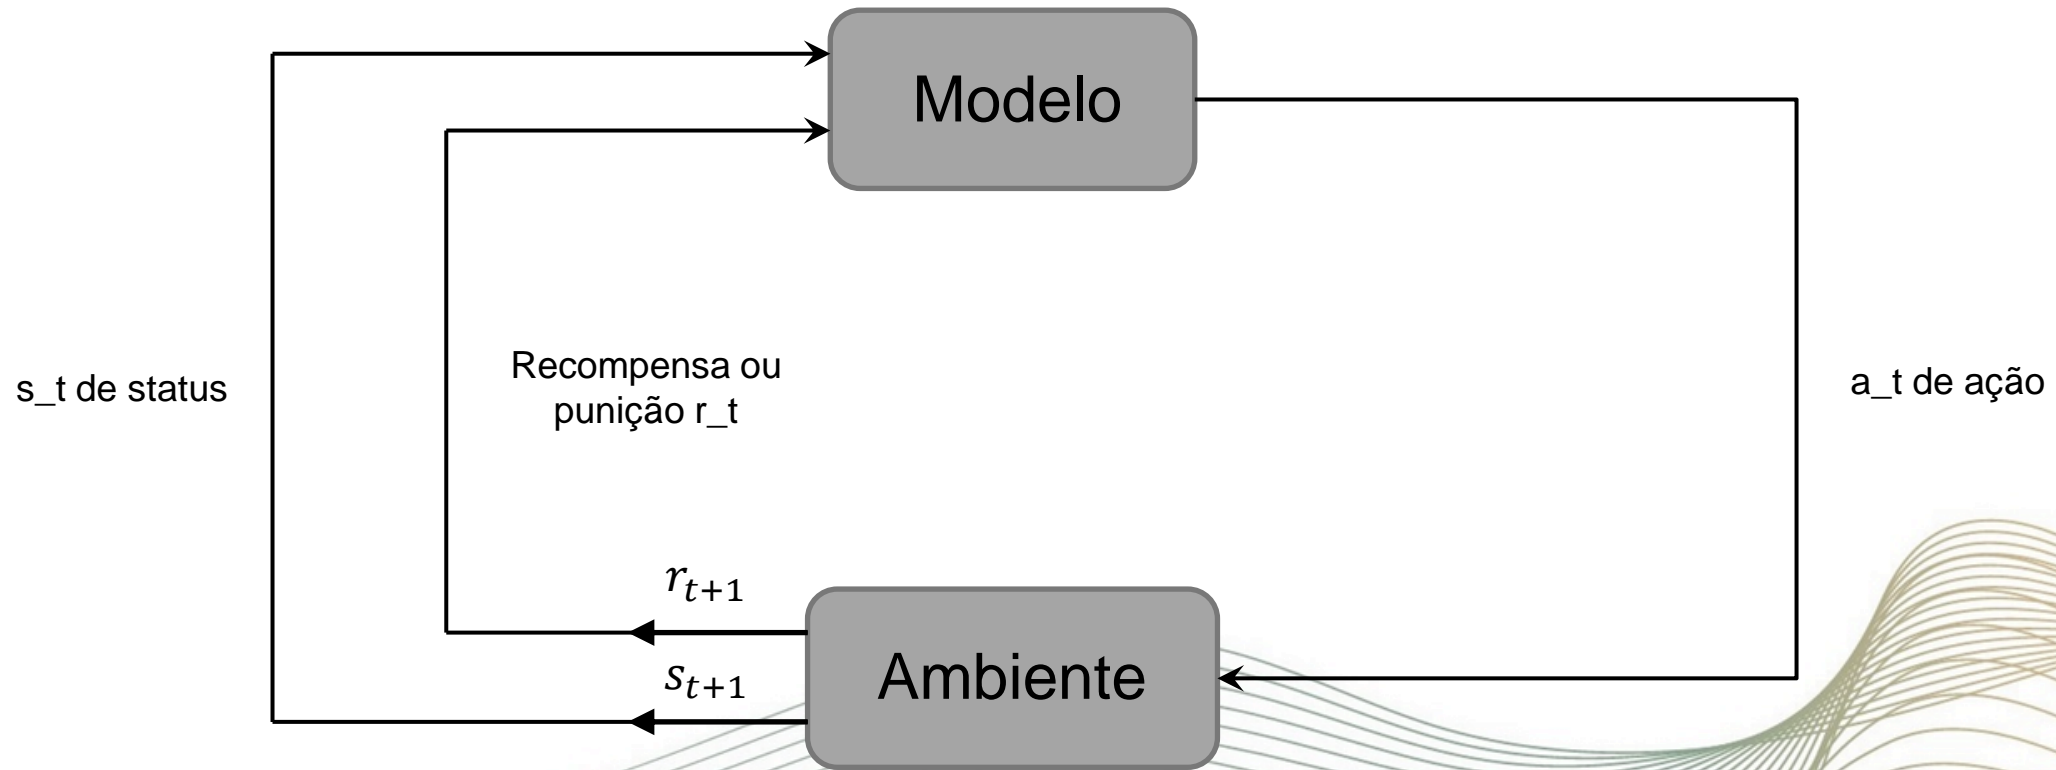 Modelo
s_t de status
Recompensa ou
punição r_t
a_t de ação
r_{t+1}
s_{t+1}
Ambiente